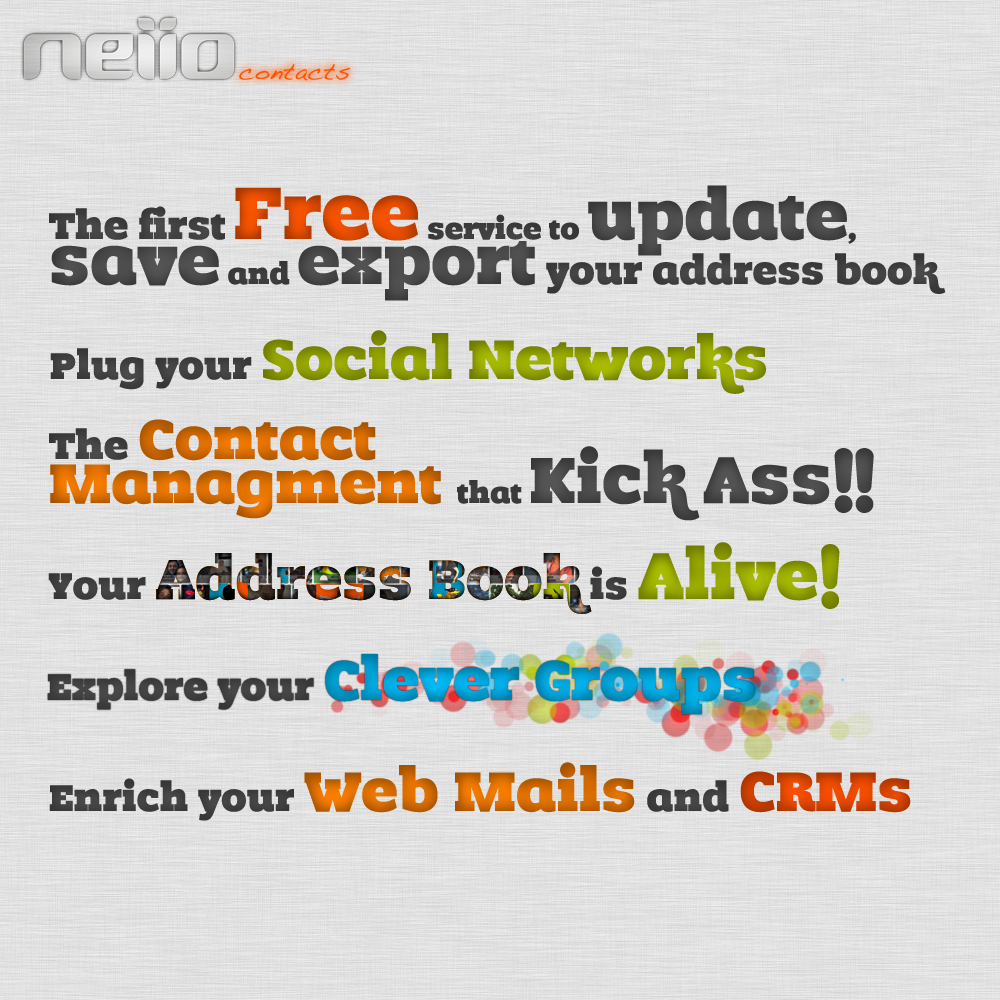 neiio contacts
The first Free service to update,
save and export your address book
Plug your Social Networks
The Contact
Managment that Kick Ass!!
Your Address Book is Alive!
Explore your Clever Groups
Enrich your Web Mails and CRMs